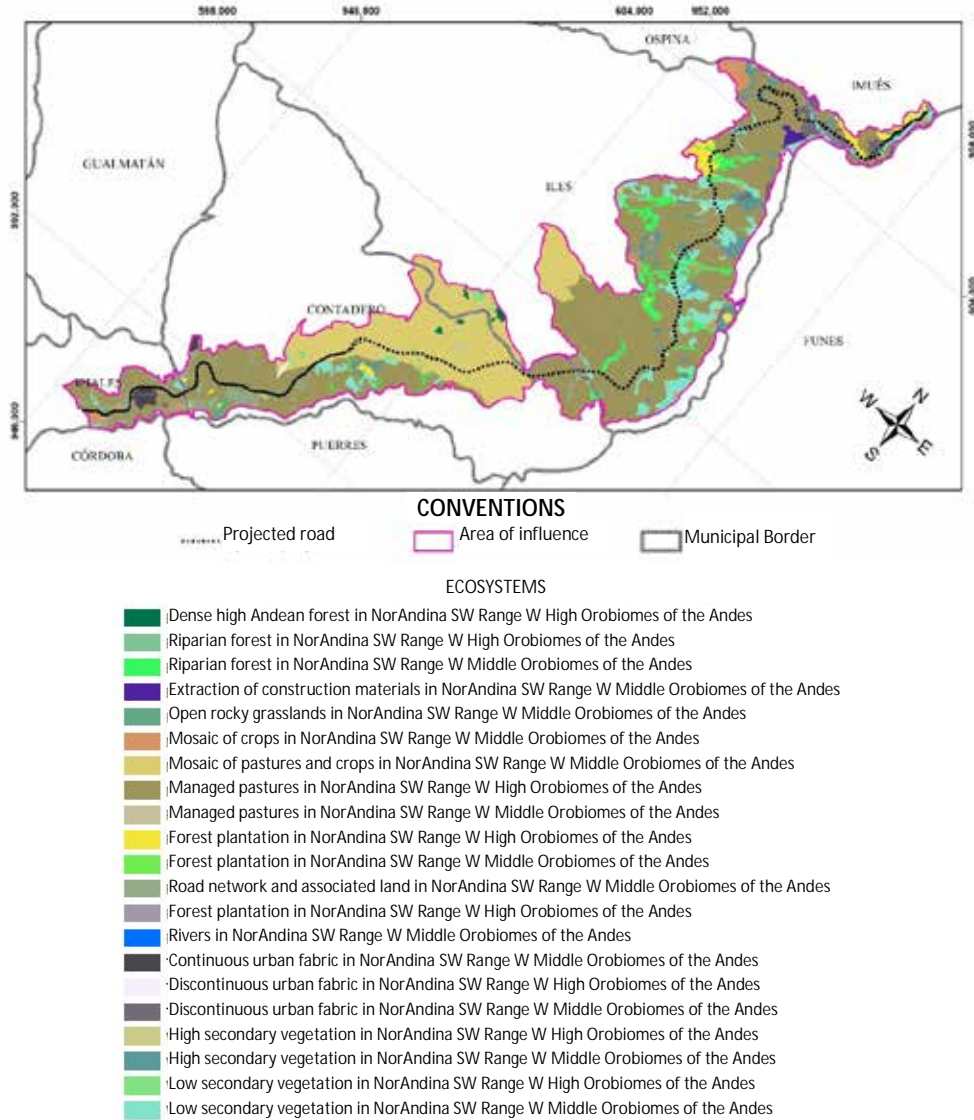 598,000 948,000 604,000 952,000
OSPINA
IMUÉS
GUALMATÁN
ILES
CONTADERO
FUNES
PUERRES
CÓRDOBA
W N
S E
CONVENTIONS
Projected road Area of influence Municipal Border
ECOSYSTEMS
Dense high Andean forest in NorAndina SW Range W High Orobiomes of the Andes
Riparian forest in NorAndina SW Range W High Orobiomes of the Andes
Riparian forest in NorAndina SW Range W Middle Orobiomes of the Andes
Extraction of construction materials in NorAndina SW Range W Middle Orobiomes of the Andes
Open rocky grasslands in NorAndina SW Range W Middle Orobiomes of the Andes
Mosaic of crops in NorAndina SW Range W Middle Orobiomes of the Andes
Mosaic of pastures and crops in NorAndina SW Range W Middle Orobiomes of the Andes
Managed pastures in NorAndina SW Range W High Orobiomes of the Andes
Managed pastures in NorAndina SW Range W Middle Orobiomes of the Andes
Forest plantation in NorAndina SW Range W High Orobiomes of the Andes
Forest plantation in NorAndina SW Range W Middle Orobiomes of the Andes
Road network and associated land in NorAndina SW Range W Middle Orobiomes of the Andes
Forest plantation in NorAndina SW Range W High Orobiomes of the Andes
Rivers in NorAndina SW Range W Middle Orobiomes of the Andes
Continuous urban fabric in NorAndina SW Range W Middle Orobiomes of the Andes
Discontinuous urban fabric in NorAndina SW Range W High Orobiomes of the Andes
Discontinuous urban fabric in NorAndina SW Range W Middle Orobiomes of the Andes
High secondary vegetation in NorAndina SW Range W High Orobiomes of the Andes
High secondary vegetation in NorAndina SW Range W Middle Orobiomes of the Andes
Low secondary vegetation in NorAndina SW Range W High Orobiomes of the Andes
Low secondary vegetation in NorAndina SW Range W Middle Orobiomes of the Andes